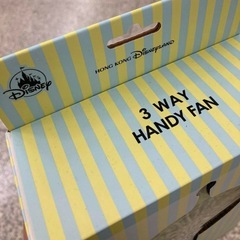 Disney
HONG KONG DISNEYLAND
3 WAY
HANDY FAN